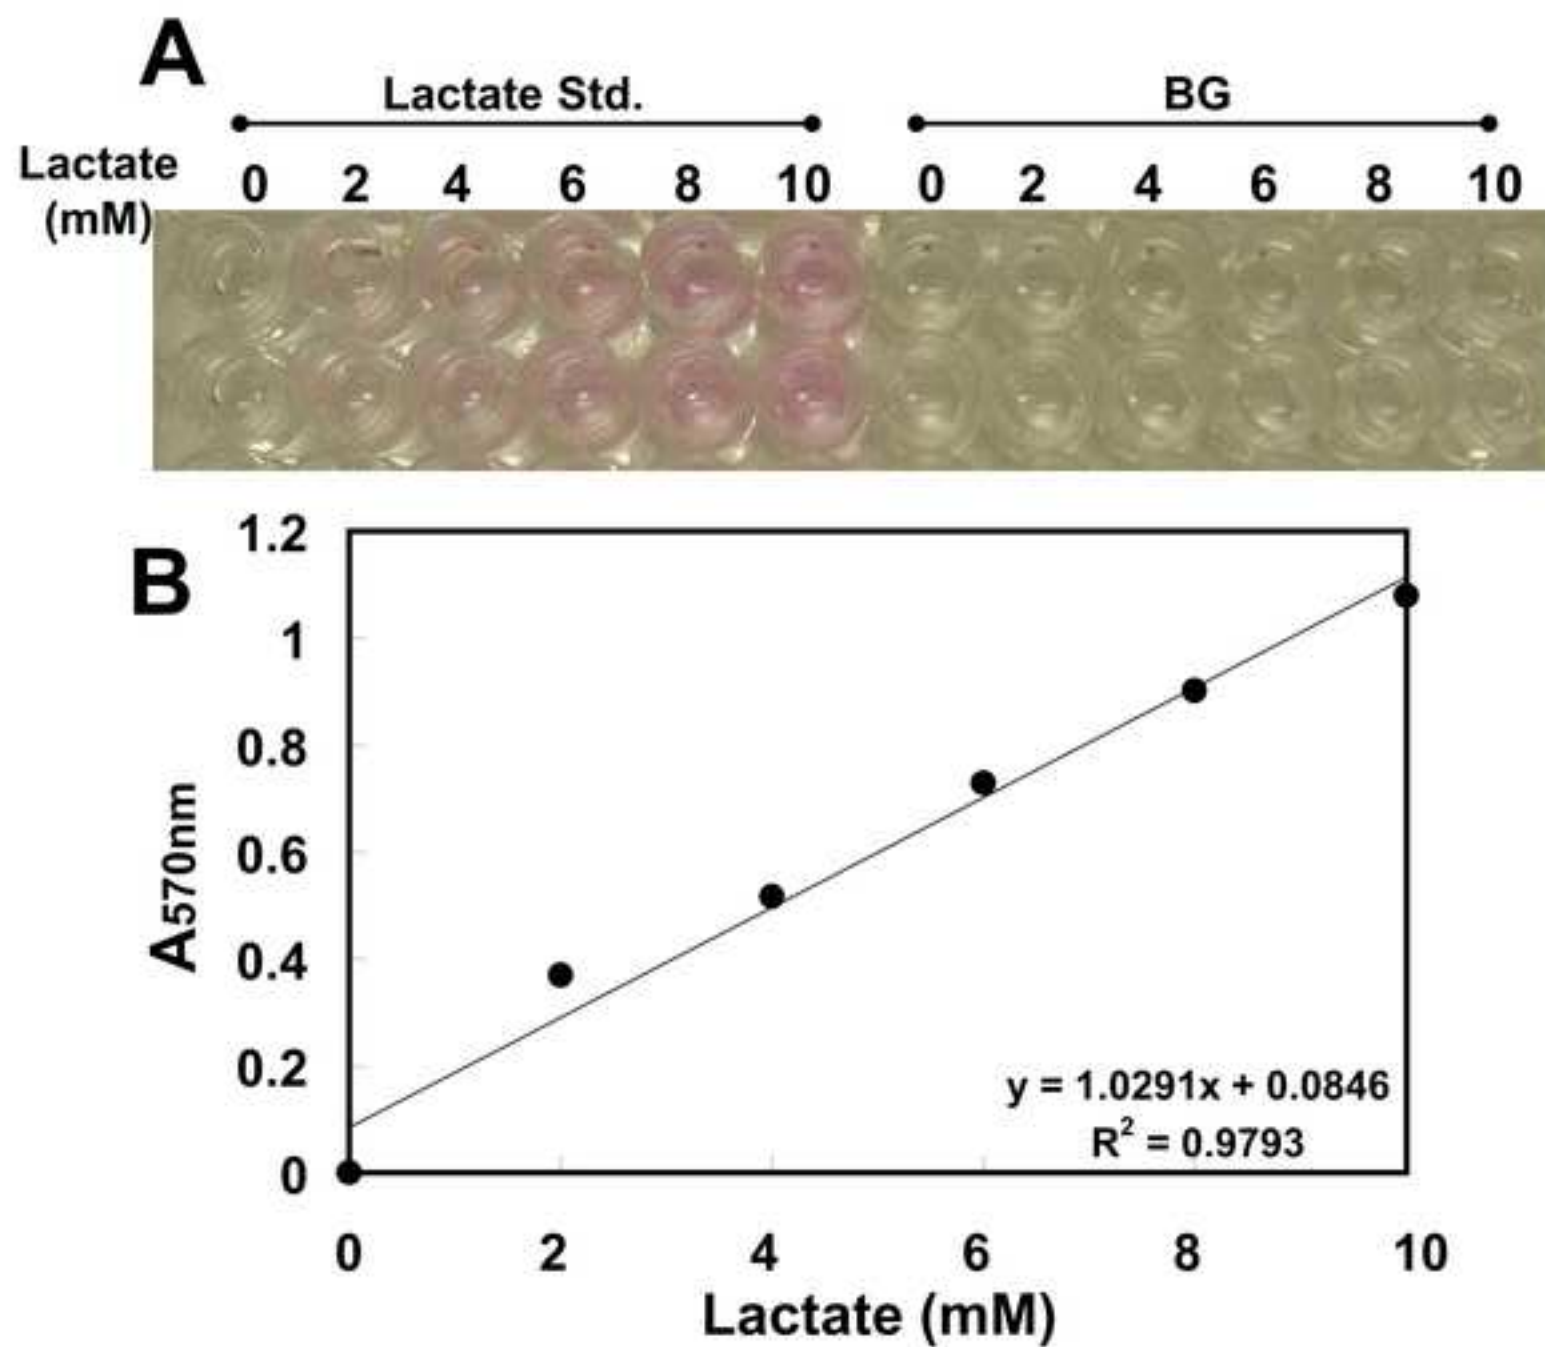 A
Lactate Std. BG
Lactate (mM) 0 2 4 6 8 10 0 2 4 6 8 10
B
1.2
1
0.8
0.6
0.4
0.2
0
A570nm
y = 1.0291x + 0.0846
R² = 0.9793
0 2 4 6 8 10
Lactate (mM)